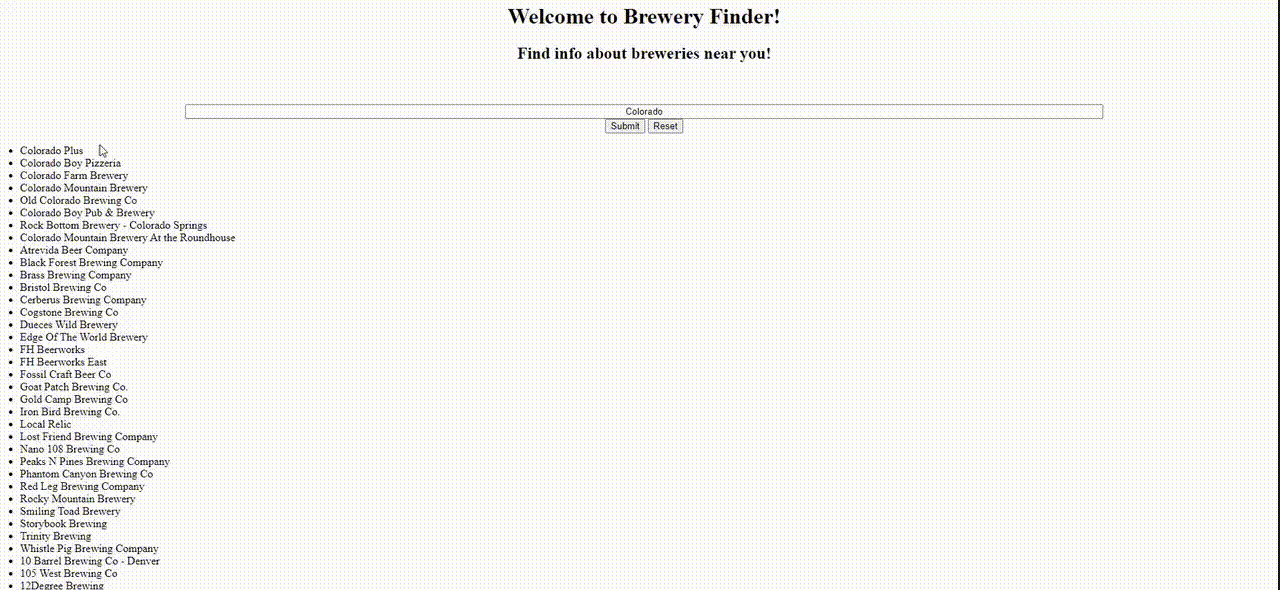 Welcome to Brewery Finder!
Find info about breweries near you!
Colorado
Submit Reset
Colorado Plus
Colorado Boy Pizzeria
Colorado Farm Brewery
Colorado Mountain Brewery
Old Colorado Brewing Co
Colorado Boy Pub & Brewery
Rock Bottom Brewery - Colorado Springs
Colorado Mountain Brewery At the Roundhouse
Atrevida Beer Company
Black Forest Brewing Company
Brass Brewing Company
Bristol Brewing Co
Cerberus Brewing Company
Cogstone Brewing Co
Dueces Wild Brewery
Edge Of The World Brewery
FH Beerworks
FH Beerworks East
Fossil Craft Beer Co
Goat Patch Brewing Co.
Gold Camp Brewing Co
Iron Bird Brewing Co.
Local Relic
Lost Friend Brewing Company
Nano 108 Brewing Co
Peaks N Pines Brewing Company
Phantom Canyon Brewing Co
Red Leg Brewing Company
Rocky Mountain Brewery
Smiling Toad Brewery
Storybook Brewing
Trinity Brewing
Whistle Pig Brewing Company
10 Barrel Brewing Co - Denver
105 West Brewing Co
12Degree Brewing